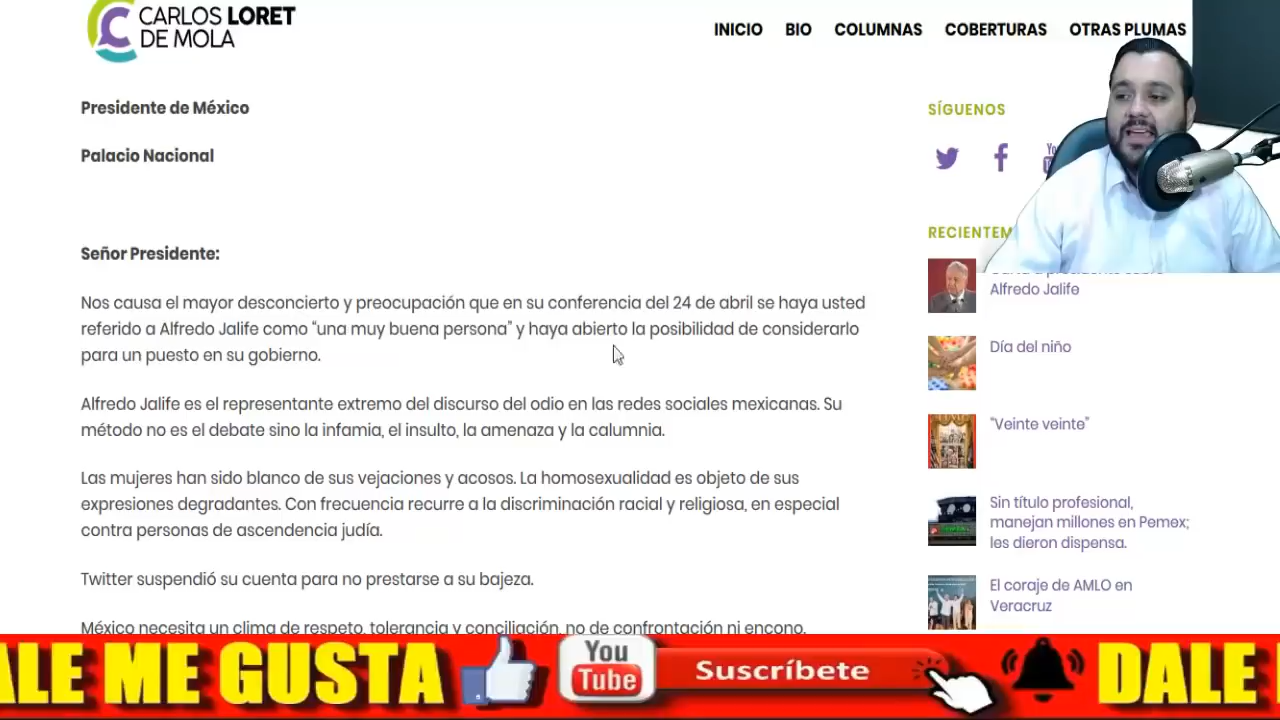 CARLOS LORET
DE MOLA
INICIO BIO COLUMNAS COBERTURAS OTRAS PLUMAS
Presidente de México
Palacio Nacional
Señor Presidente:
Nos causa el mayor desconcierto y preocupación que en su conferencia del 24 de abril se haya usted
referido a Alfredo Jalife como “una muy buena persona” y haya abierto la posibilidad de considerarlo
para un puesto en su gobierno.
Alfredo Jalife es el representante extremo del discurso del odio en las redes sociales mexicanas. Su
método no es el debate sino la infamia, el insulto, la amenaza y la calumnia.
Las mujeres han sido blanco de sus vejaciones y acosos. La homosexualidad es objeto de sus
expresiones degradantes. Con frecuencia recurre a la discriminación racial y religiosa, en especial
contra personas de ascendencia judía.
Twitter suspendió su cuenta para no prestarse a su bajeza.
México necesita un clima de respeto, tolerancia y conciliación, no de confrontación ni encono.
SÍGUENOS
RECIENTEM
Alfredo Jalife
Día del niño
“Veinte veinte”
Sin título profesional,
manejan millones en Pemex;
les dieron dispensa.
El coraje de AMLO en
Veracruz
ALE ME GUSTA You Tube Suscríbete DALE